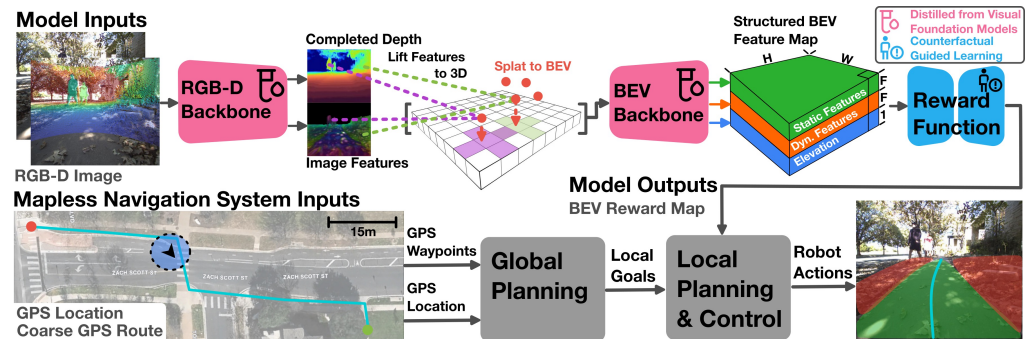 Model Inputs
RGB-D Image
RGB-D
Backbone
Completed Depth
Lift Features
to 3D
Image Features
Splat to BEV
BEV
Backbone
Structured BEV
Feature Map
H
W
F
F
1
Static Features
Dyn. Features
Elevation
Distilled from Visual
Foundation Models
Counterfactual
Guided Learning
Reward
Function
Model Outputs
BEV Reward Map
Mapless Navigation System Inputs
15m
ZACH SCOTT ST
ZACH SCOTT ST
ZACH SCOTT ST
GPS Location
Coarse GPS Route
GPS
Waypoints
GPS
Location
Global
Planning
Local
Goals
Local
Planning
& Control
Robot
Actions